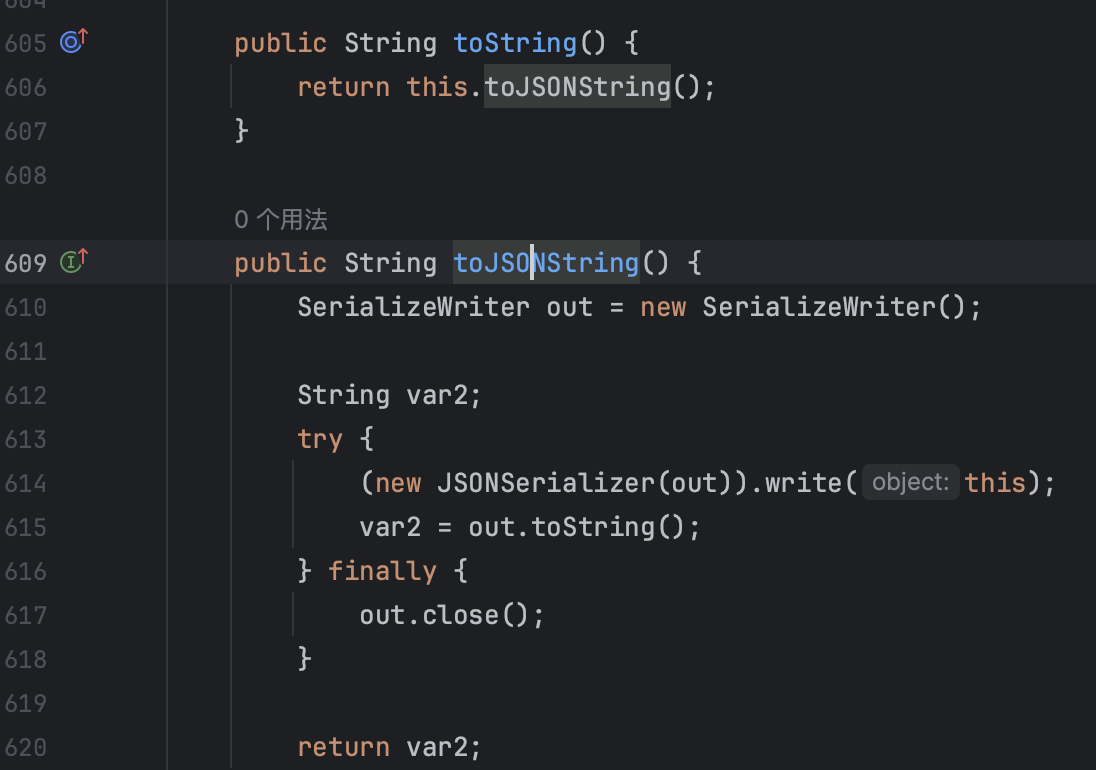 604
605 public String toString() {
606 return this.toJSONString();
607 }
608
0 个用法
609 public String toJSONString() {
610 SerializeWriter out = new SerializeWriter();
611
612 String var2;
613 try {
614 (new JSONSerializer(out)).write( object: this);
615 var2 = out.toString();
616 } finally {
617 out.close();
618 }
619
620 return var2;